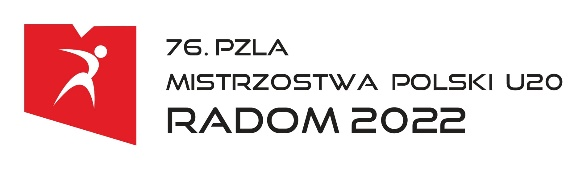 76. PZLA
MISTRZOSTWA POLSKI U20
RADOM 2022